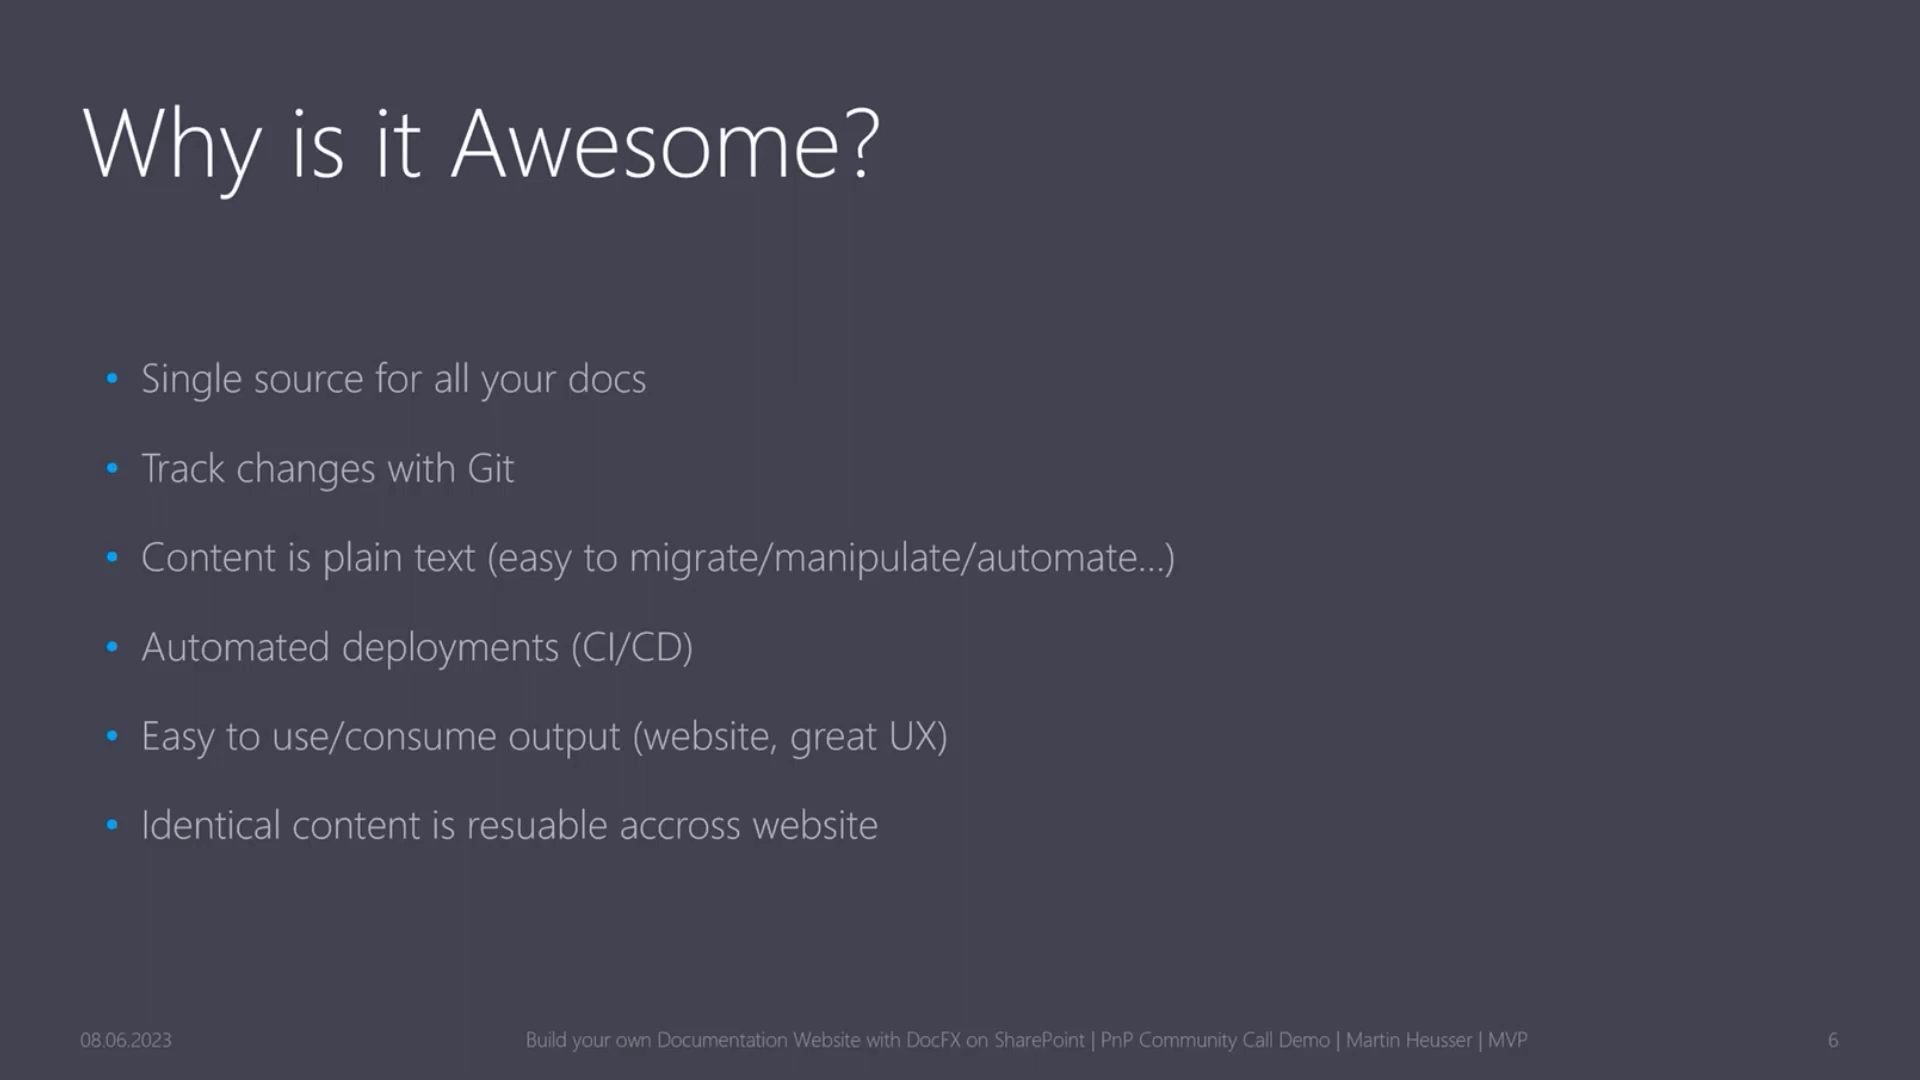 Why is it Awesome?
• Single source for all your docs
• Track changes with Git
• Content is plain text (easy to migrate/manipulate/automate...)
• Automated deployments (CI/CD)
• Easy to use/consume output (website, great UX)
• Identical content is resuable accross website
08.06.2023
Build your own Documentation Website with DocFX on SharePoint | PnP Community Call Demo | Martin Heusser | MVP
6